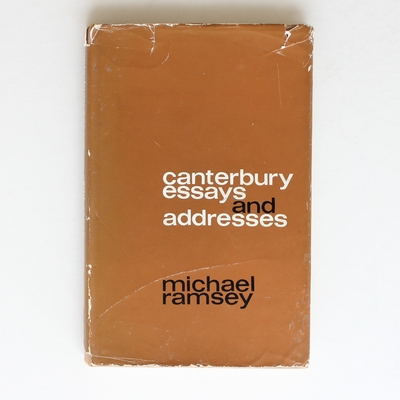 canterbury
essays
and
addresses
michael
ramsey